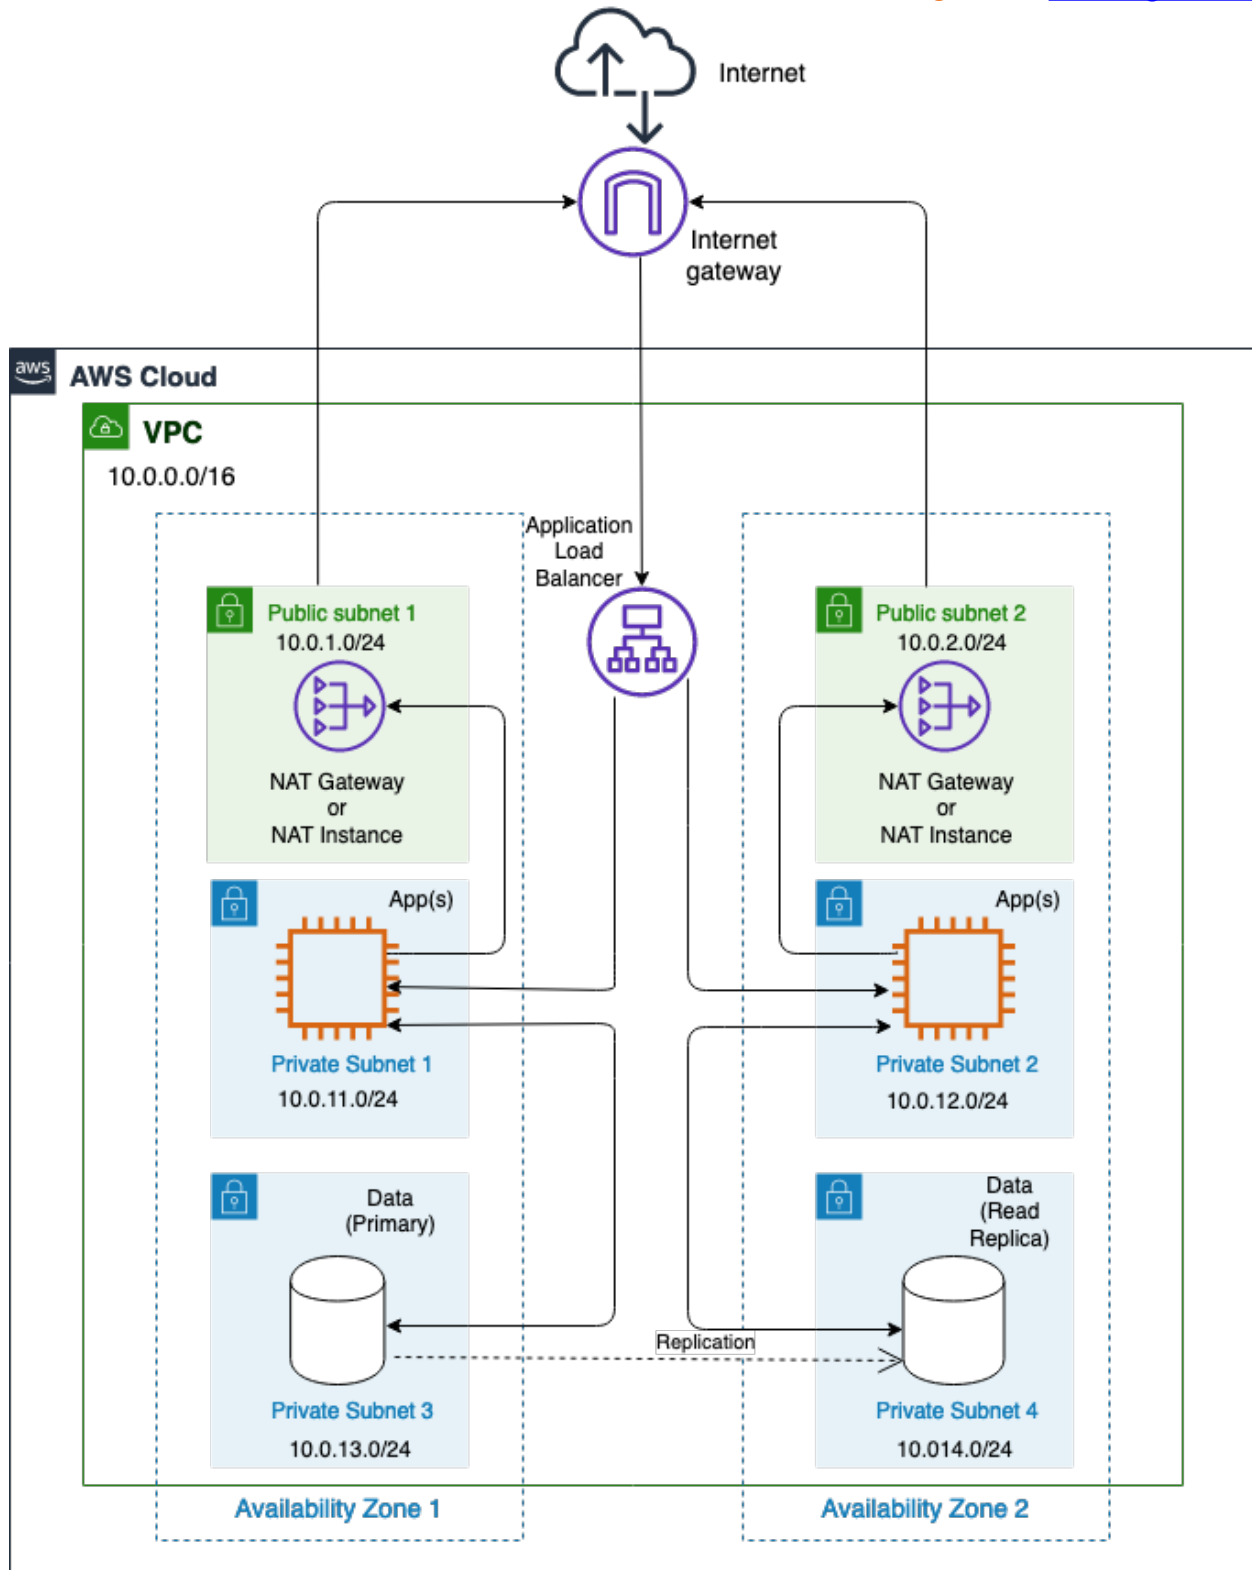 Internet
Internet
gateway
aws
AWS Cloud
VPC
10.0.0.0/16
Application
Load
Balancer
Public subnet 1
10.0.1.0/24
NAT Gateway
or
NAT Instance
Public subnet 2
10.0.2.0/24
NAT Gateway
or
NAT Instance
App(s)
Private Subnet 1
10.0.11.0/24
App(s)
Private Subnet 2
10.0.12.0/24
Data
(Primary)
Private Subnet 3
10.0.13.0/24
Data
(Read
Replica)
Replication
Private Subnet 4
10.014.0/24
Availability Zone 1
Availability Zone 2